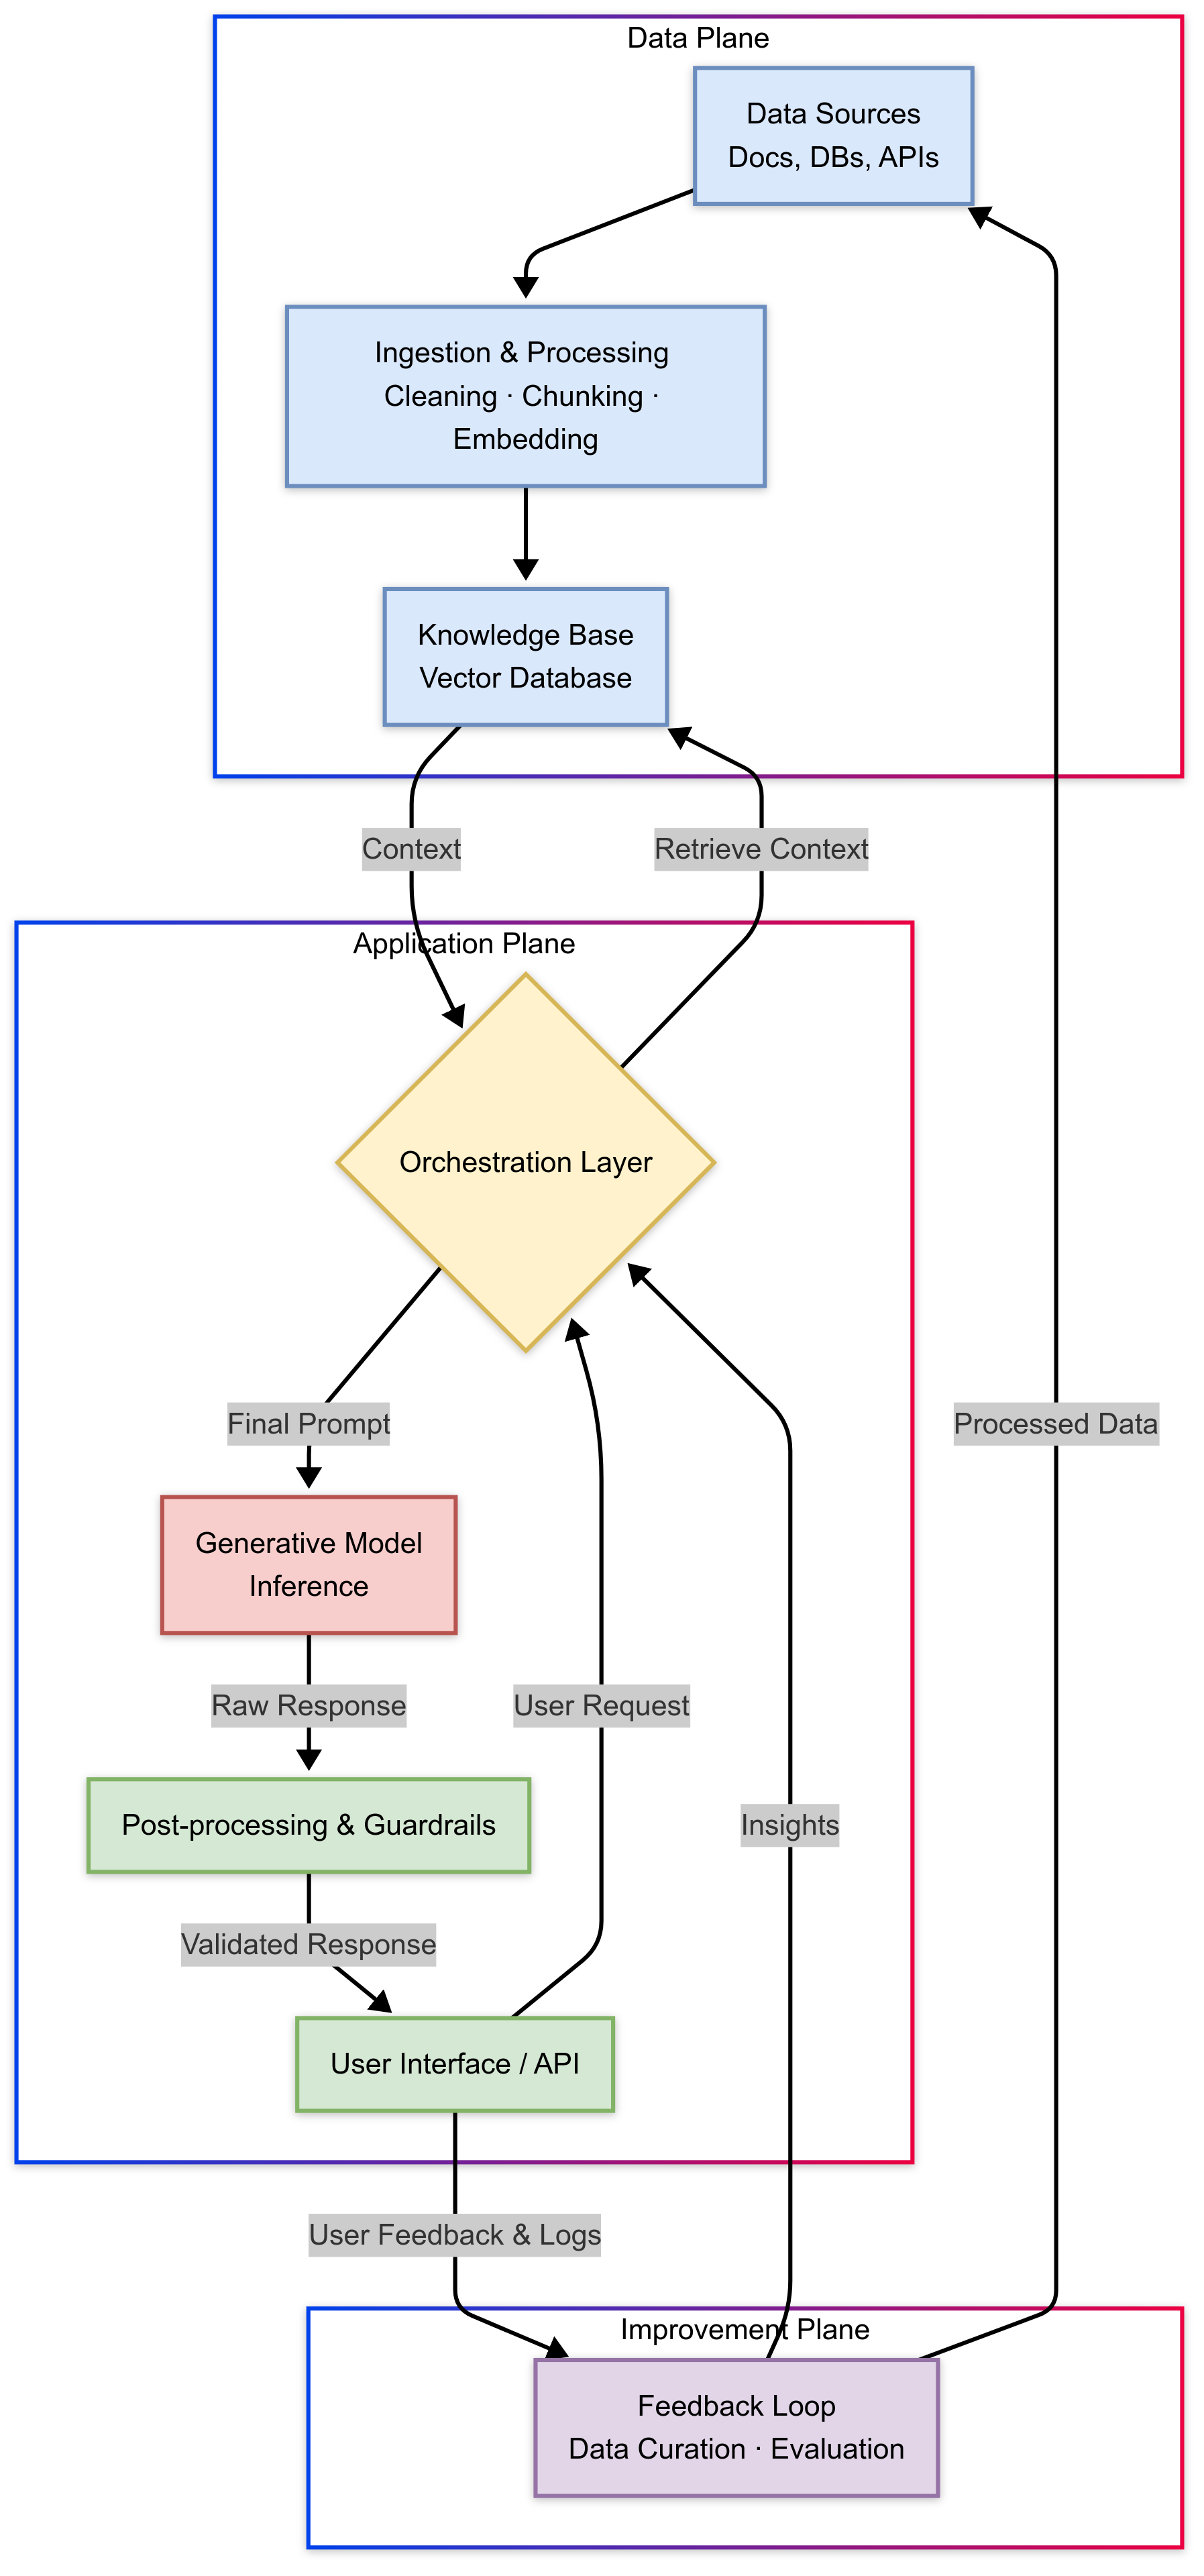 Data Plane
Data Sources
Docs, DBs, APIs
Ingestion & Processing
Cleaning · Chunking ·
Embedding
Knowledge Base
Vector Database
Context
Retrieve Context
Application Plane
Orchestration Layer
Final Prompt
Processed Data
Generative Model
Inference
Raw Response
User Request
Post-processing & Guardrails
Insights
Validated Response
User Interface / API
User Feedback & Logs
Improvement Plane
Feedback Loop
Data Curation · Evaluation